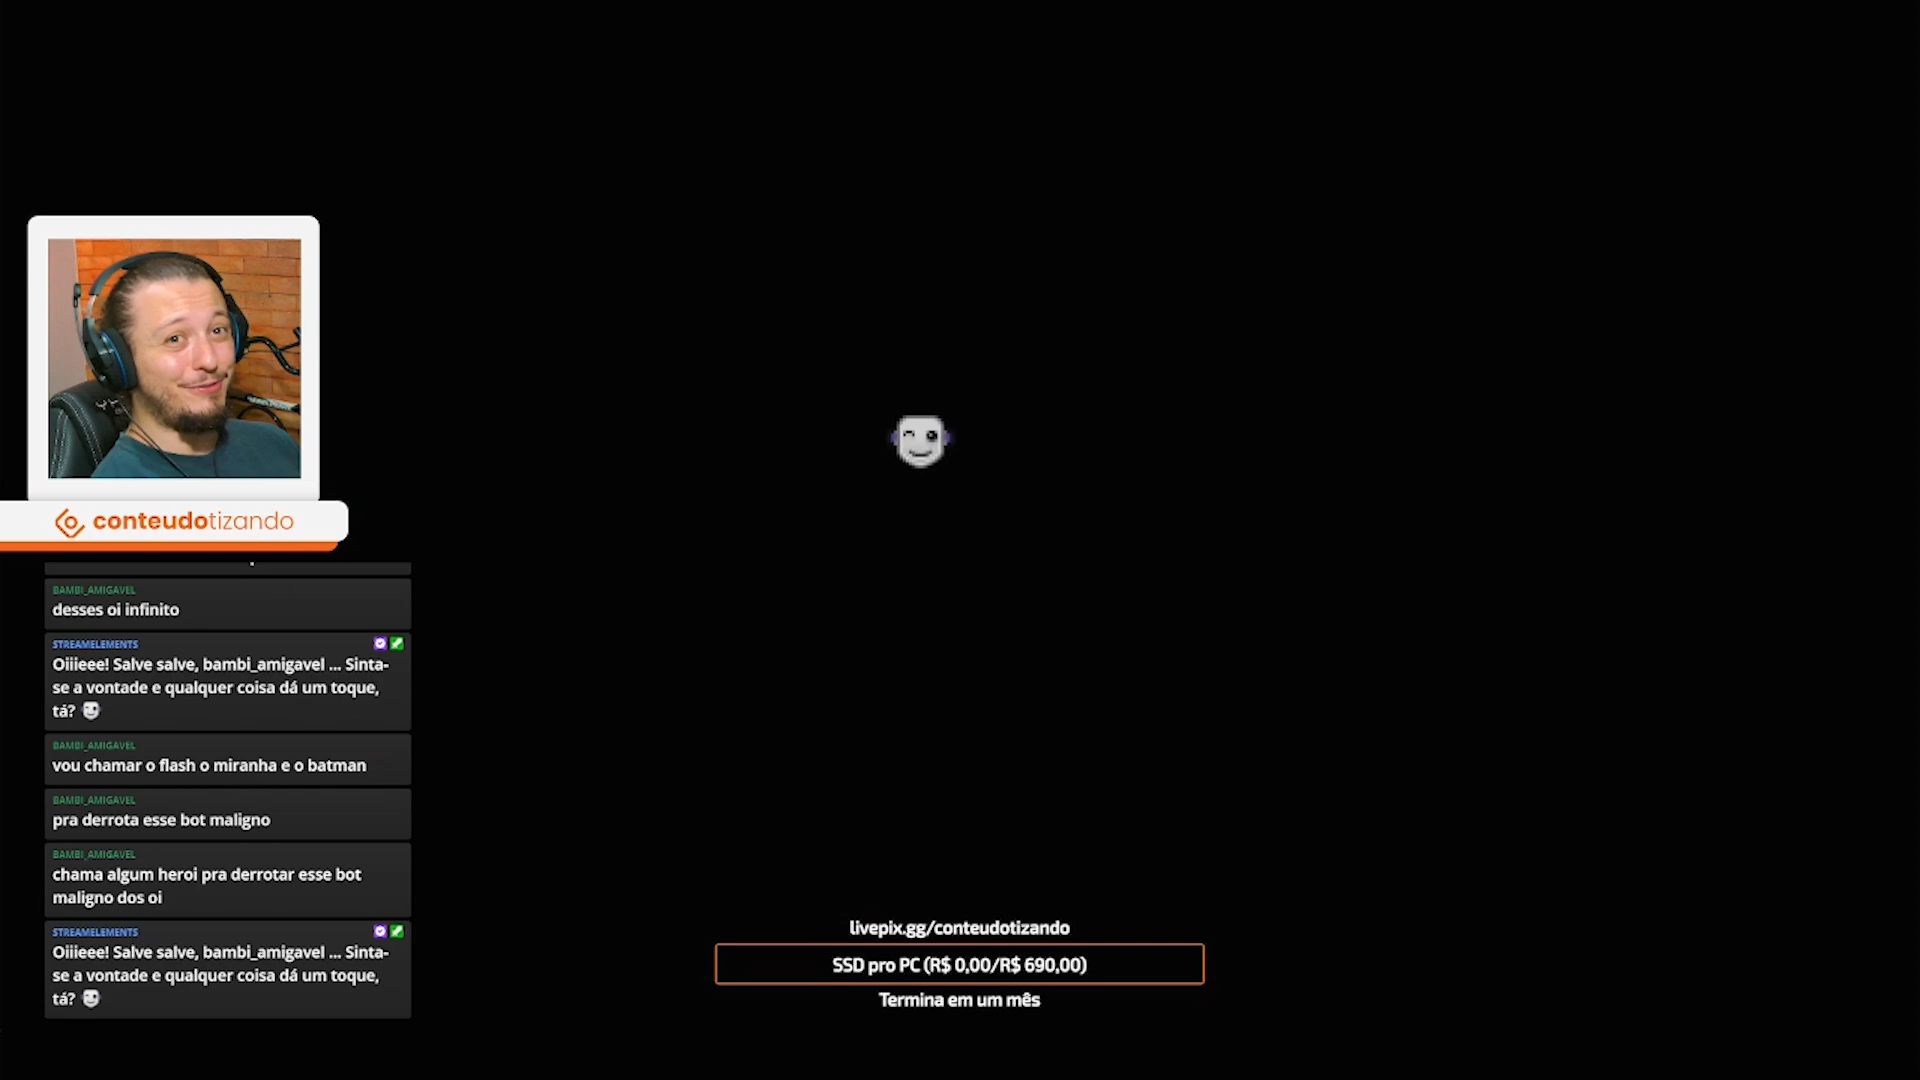 conteudotizando
BAMBI_AMIGAVEL
desses oi infinito
STREAMELEMENTS
Oiiieee! Salve salve, bambi_amigavel ... Sinta-
se a vontade e qualquer coisa dá um toque,
tá?
BAMBI_AMIGAVEL
vou chamar o flash o miranha e o batman
BAMBI_AMIGAVEL
pra derrota esse bot maligno
BAMBI_AMIGAVEL
chama algum heroi pra derrotar esse bot
maligno dos oi
STREAMELEMENTS
Oiiieee! Salve salve, bambi_amigavel ... Sinta-
se a vontade e qualquer coisa dá um toque,
tá?
livepix.gg/conteudotizando
SSD pro PC (R$ 0,00/R$ 690,00)
Termina em um mês